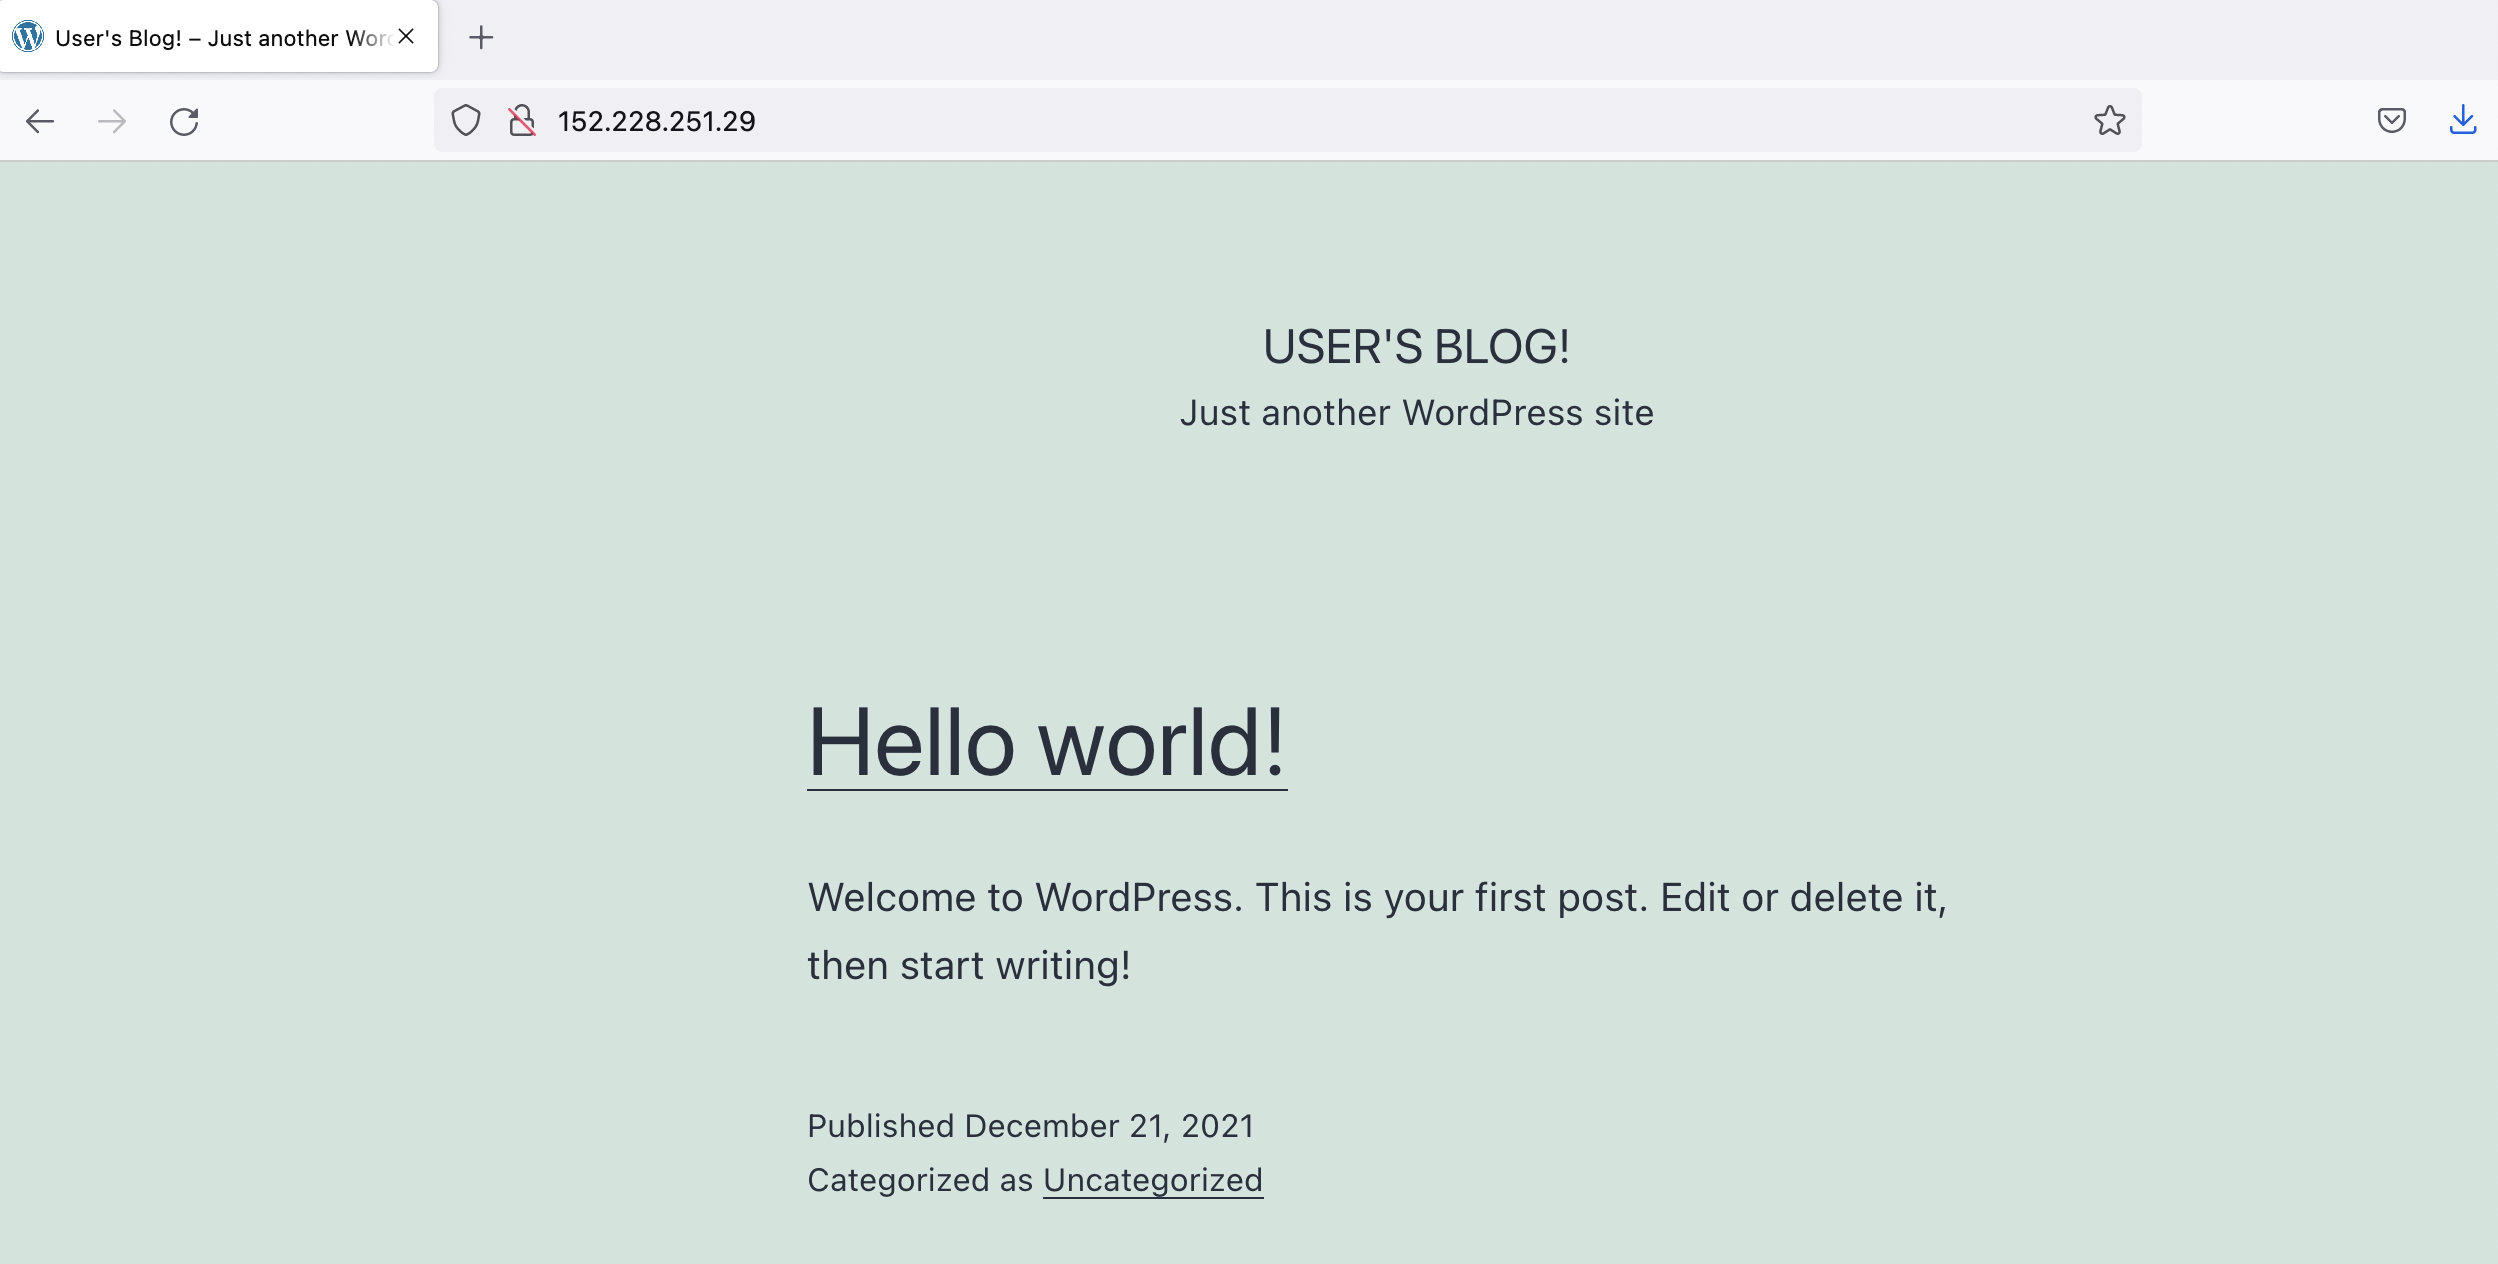 User's Blog! – Just another Word
152.228.251.29
USER'S BLOG!
Just another WordPress site
Hello world!
Welcome to WordPress. This is your first post. Edit or delete it,
then start writing!
Published December 21, 2021
Categorized as Uncategorized